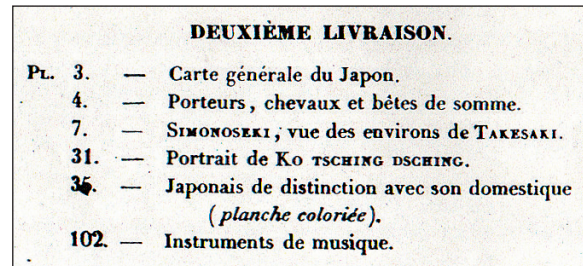 DEUXIÈME LIVRAISON.
PL. 3. — Carte générale du Japon.
4. — Porteurs, chevaux et bêtes de somme.
7. — SIMONOSEKI, vue des environs de TAKESAKI.
31. — Portrait de KO TSCHING DSCHING.
35. — Japonais de distinction avec son domestique
(planche coloriée).
102. — Instruments de musique.